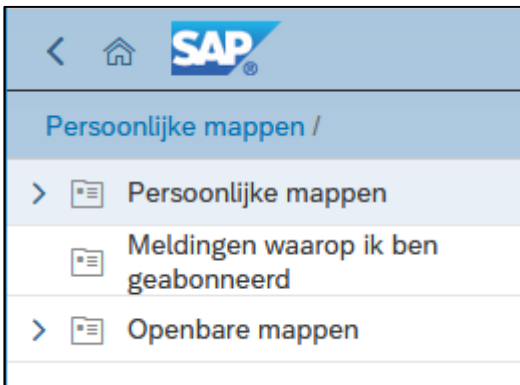 SAP®
Persoonlijke mappen /
Persoonlijke mappen
Meldingen waarop ik ben
geabonneerd
Openbare mappen